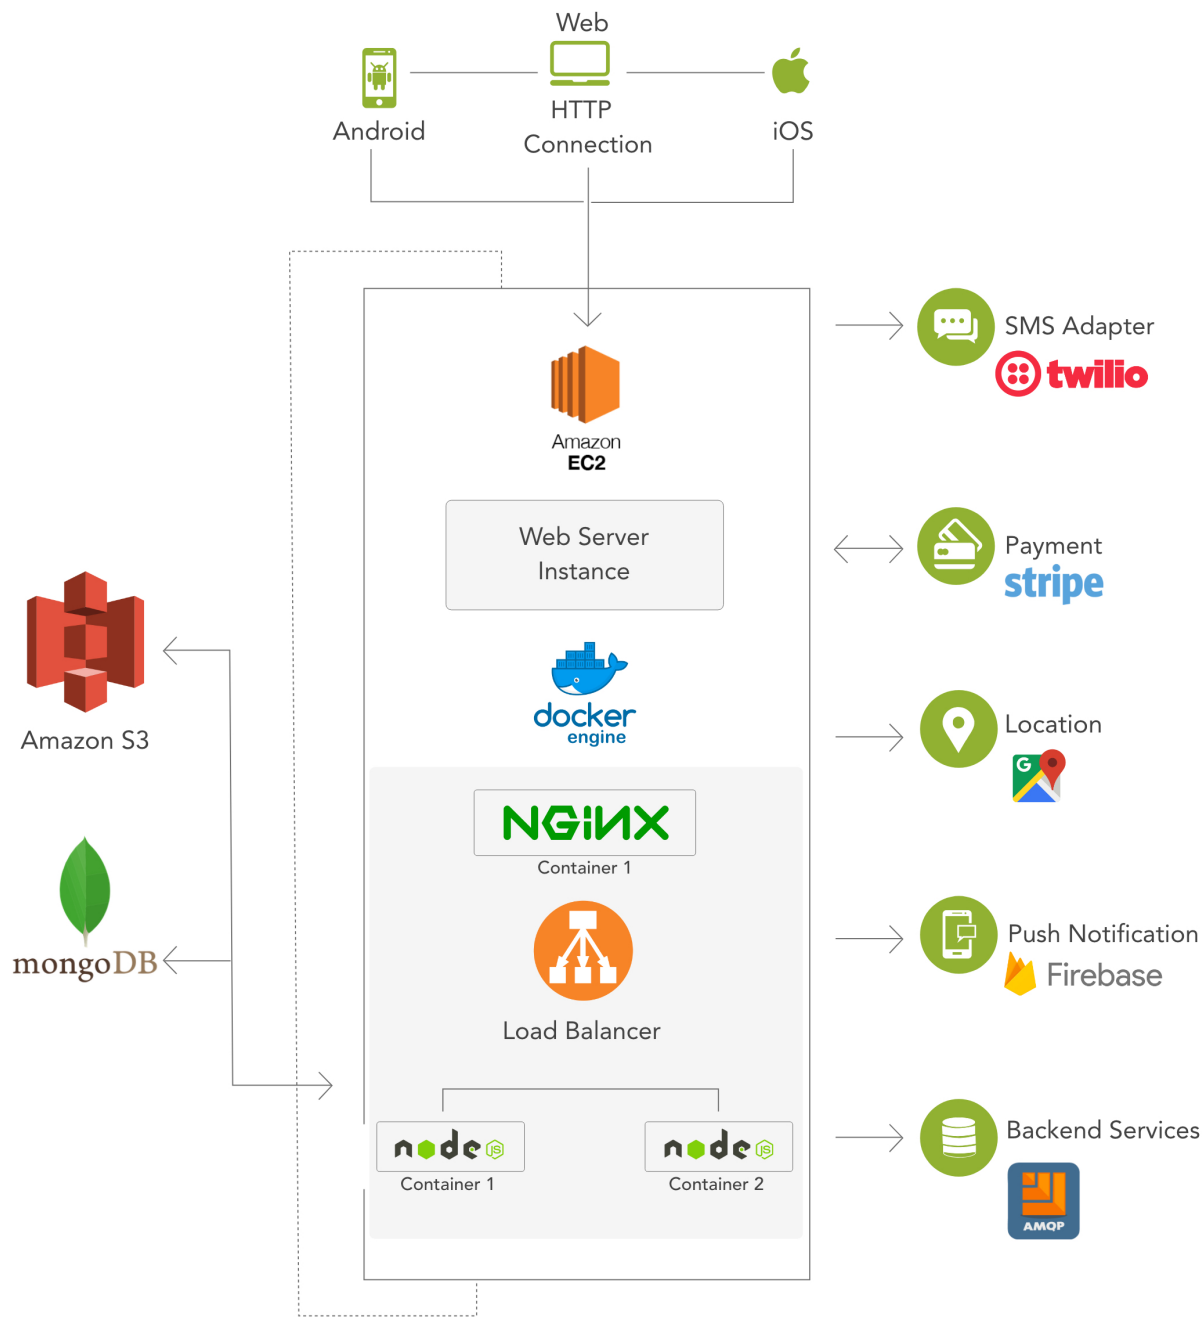 Web
Android
HTTP
Connection
iOS
Amazon
EC2
Web Server
Instance
docker
engine
NGiNX
Container 1
Load Balancer
node JS
Container 1
node JS
Container 2
Amazon S3
mongoDB
SMS Adapter
twilio
Payment
stripe
Location
G
Push Notification
Firebase
Backend Services
AMQP